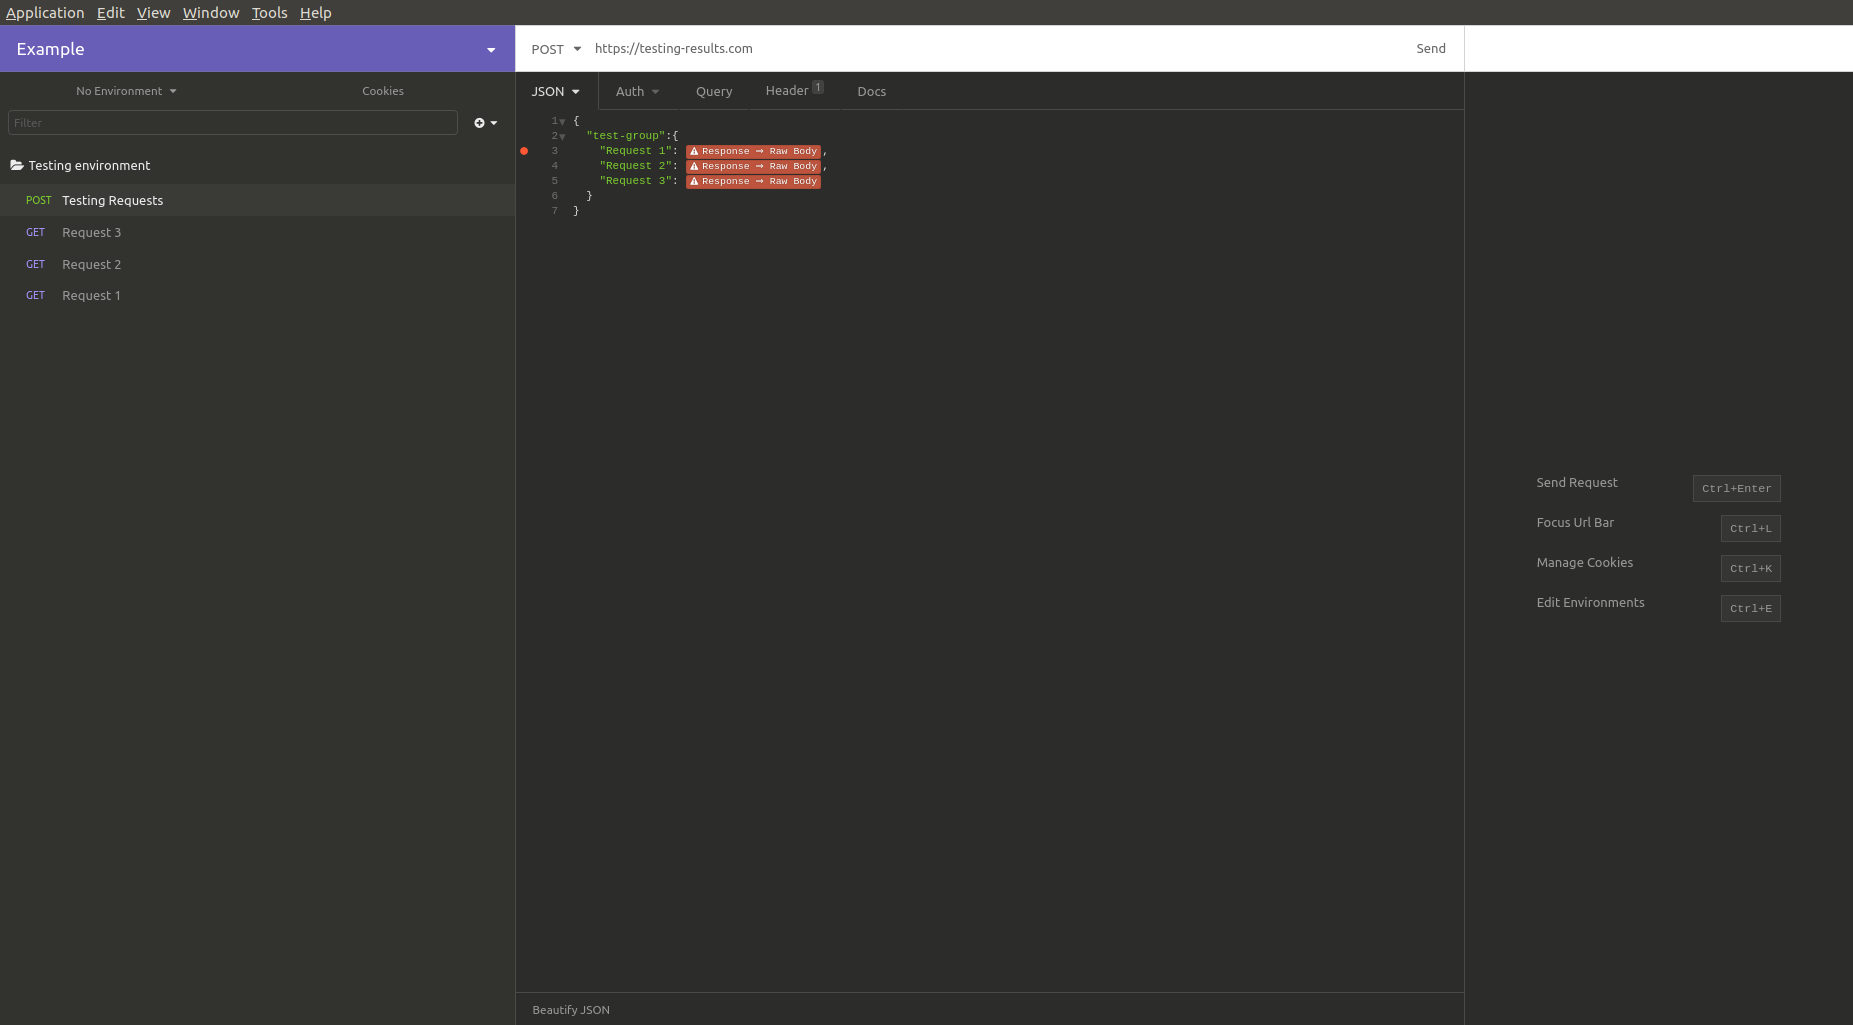 Application Edit View Window Tools Help
Example
POST https://testing-results.com Send
No Environment Cookies
Filter
Testing environment
POST Testing Requests
GET Request 3
GET Request 2
GET Request 1
JSON Auth Query Header 1 Docs
1 {
2 "test-group":{
3 "Request 1": Response → Raw Body ,
4 "Request 2": Response → Raw Body ,
5 "Request 3": Response → Raw Body
6 }
7 }
Beautify JSON
Send Request Ctrl+Enter
Focus Url Bar Ctrl+L
Manage Cookies Ctrl+K
Edit Environments Ctrl+E